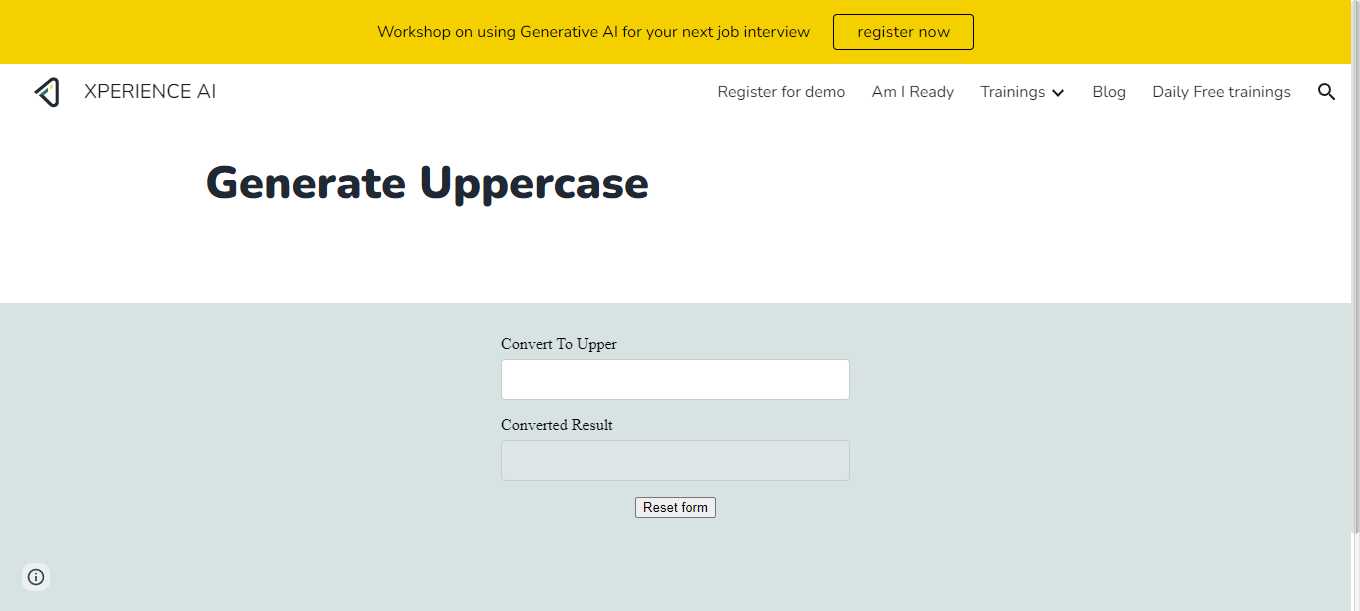 Workshop on using Generative AI for your next job interview register now
XPERIENCE AI Register for demo Am I Ready Trainings Blog Daily Free trainings
Generate Uppercase
Convert To Upper
Converted Result
Reset form